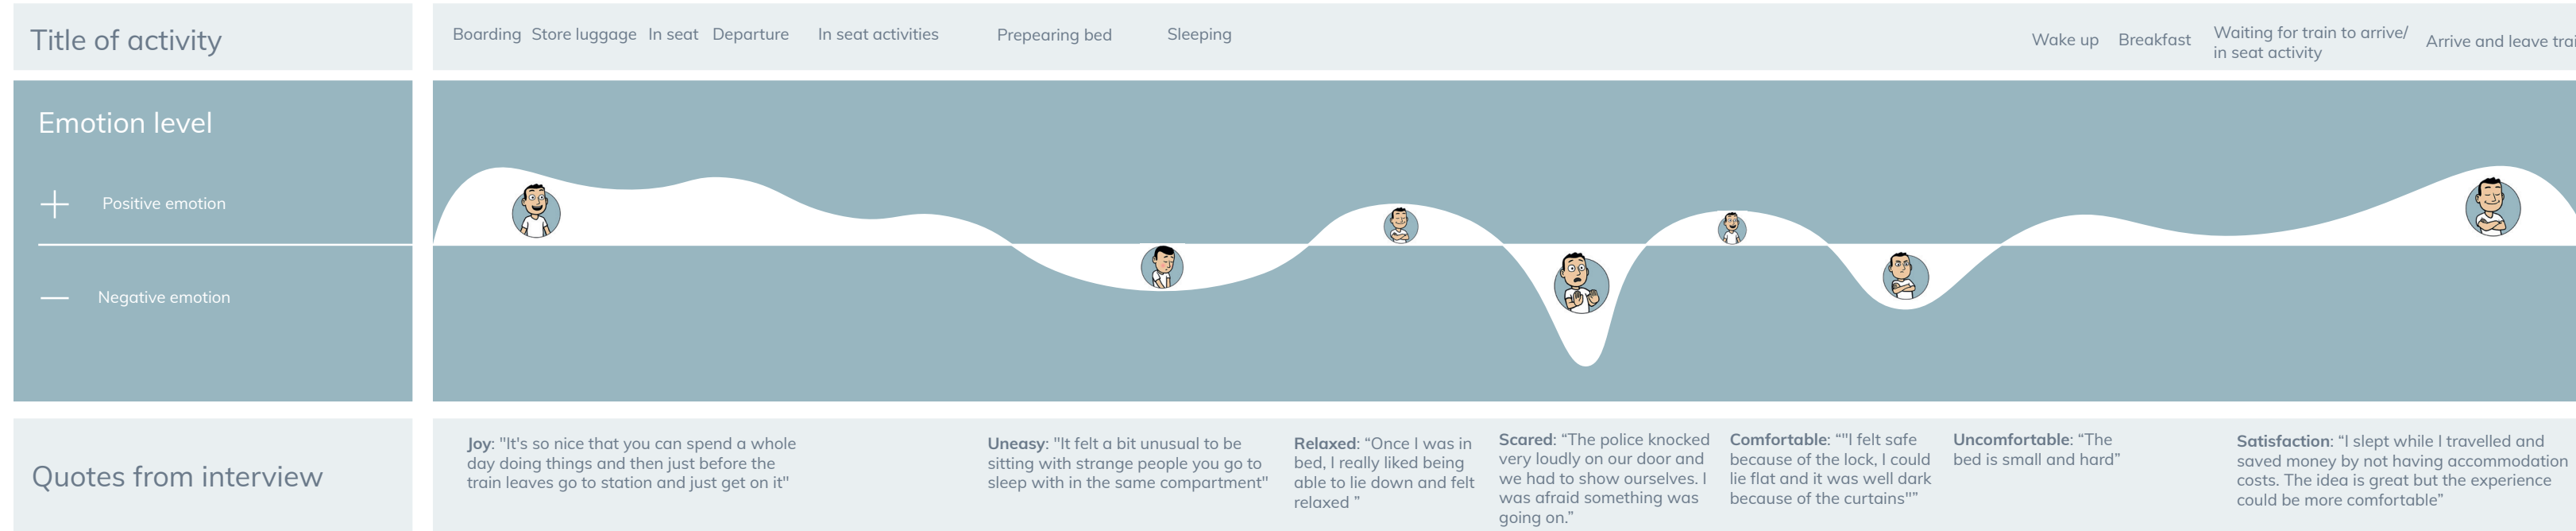 Title of activity
Boarding Store luggage In seat Departure In seat activities Prepearing bed Sleeping
Wake up Breakfast Waiting for train to arrive/
in seat activity
Arrive and leave trai
Emotion level
Positive emotion
Negative emotion
Quotes from interview
Joy: "It's so nice that you can spend a whole
day doing things and then just before the
train leaves go to station and just get on it"
Uneasy: "It felt a bit unusual to be
sitting with strange people you go to
sleep with in the same compartment"
Relaxed: “Once I was in
bed, I really liked being
able to lie down and felt
relaxed ”
Scared: “The police knocked
very loudly on our door and
we had to show ourselves. I
was afraid something was
going on.”
Comfortable: “"I felt safe
because of the lock, I could
lie flat and it was well dark
because of the curtains"”
Uncomfortable: “The
bed is small and hard”
Satisfaction: “I slept while I travelled and
saved money by not having accommodation
costs. The idea is great but the experience
could be more comfortable”